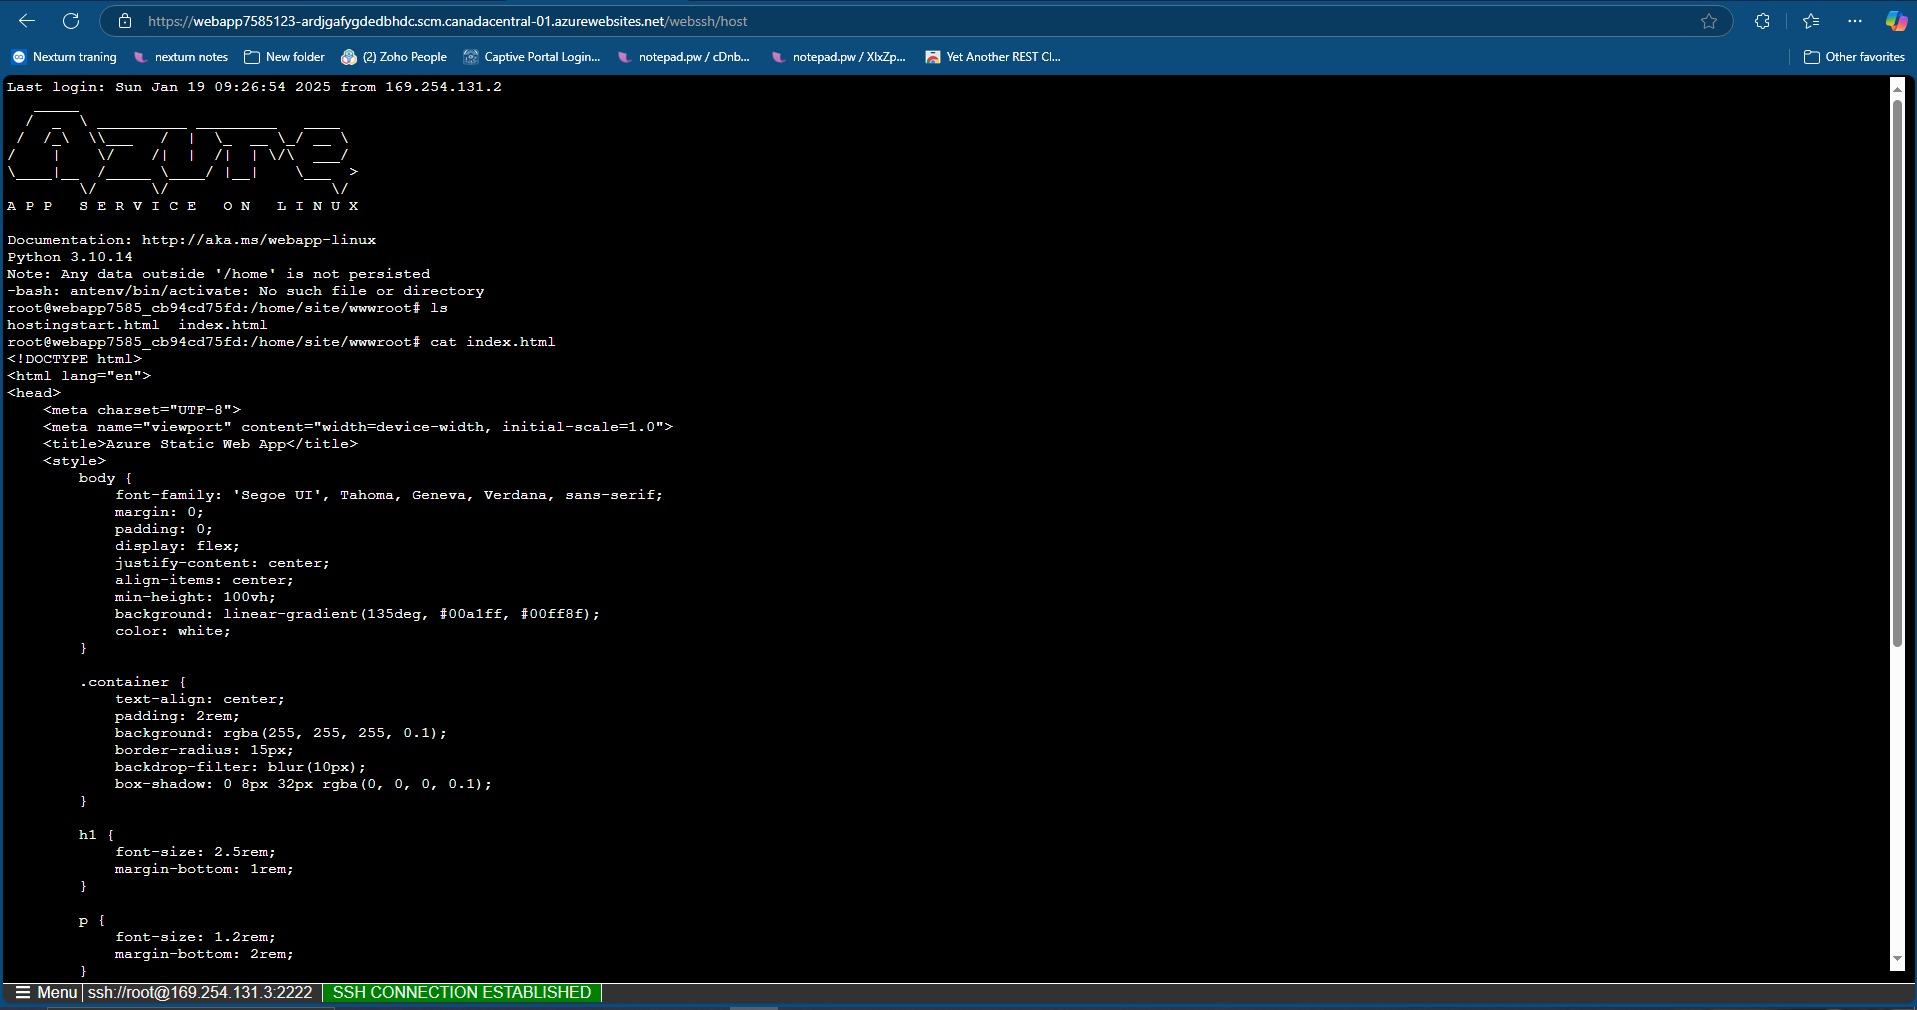 https://webapp7585123-ardjgafygdedbhdc.scm.canadacentral-01.azurewebsites.net/webssh/host
Nexturn traning nexturn notes New folder (2) Zoho People Captive Portal Login... notepad.pw / cDnb... notepad.pw / XlxZp... Yet Another REST Cl... Other favorites
Last login: Sun Jan 19 09:26:54 2025 from 169.254.131.2
Azure
A P P   S E R V I C E   O N   L I N U X
Documentation: http://aka.ms/webapp-linux
Python 3.10.14
Note: Any data outside '/home' is not persisted
-bash: antenv/bin/activate: No such file or directory
root@webapp7585_cb94cd75fd:/home/site/wwwroot# ls
hostingstart.html  index.html
root@webapp7585_cb94cd75fd:/home/site/wwwroot# cat index.html
<!DOCTYPE html>
<html lang="en">
<head>
    <meta charset="UTF-8">
    <meta name="viewport" content="width=device-width, initial-scale=1.0">
    <title>Azure Static Web App</title>
    <style>
        body {
            font-family: 'Segoe UI', Tahoma, Geneva, Verdana, sans-serif;
            margin: 0;
            padding: 0;
            display: flex;
            justify-content: center;
            align-items: center;
            min-height: 100vh;
            background: linear-gradient(135deg, #00a1ff, #00ff8f);
            color: white;
        }
        .container {
            text-align: center;
            padding: 2rem;
            background: rgba(255, 255, 255, 0.1);
            border-radius: 15px;
            backdrop-filter: blur(10px);
            box-shadow: 0 8px 32px rgba(0, 0, 0, 0.1);
        }
        h1 {
            font-size: 2.5rem;
            margin-bottom: 1rem;
        }
        p {
            font-size: 1.2rem;
            margin-bottom: 2rem;
        }
Menu ssh://root@169.254.131.3:2222 SSH CONNECTION ESTABLISHED